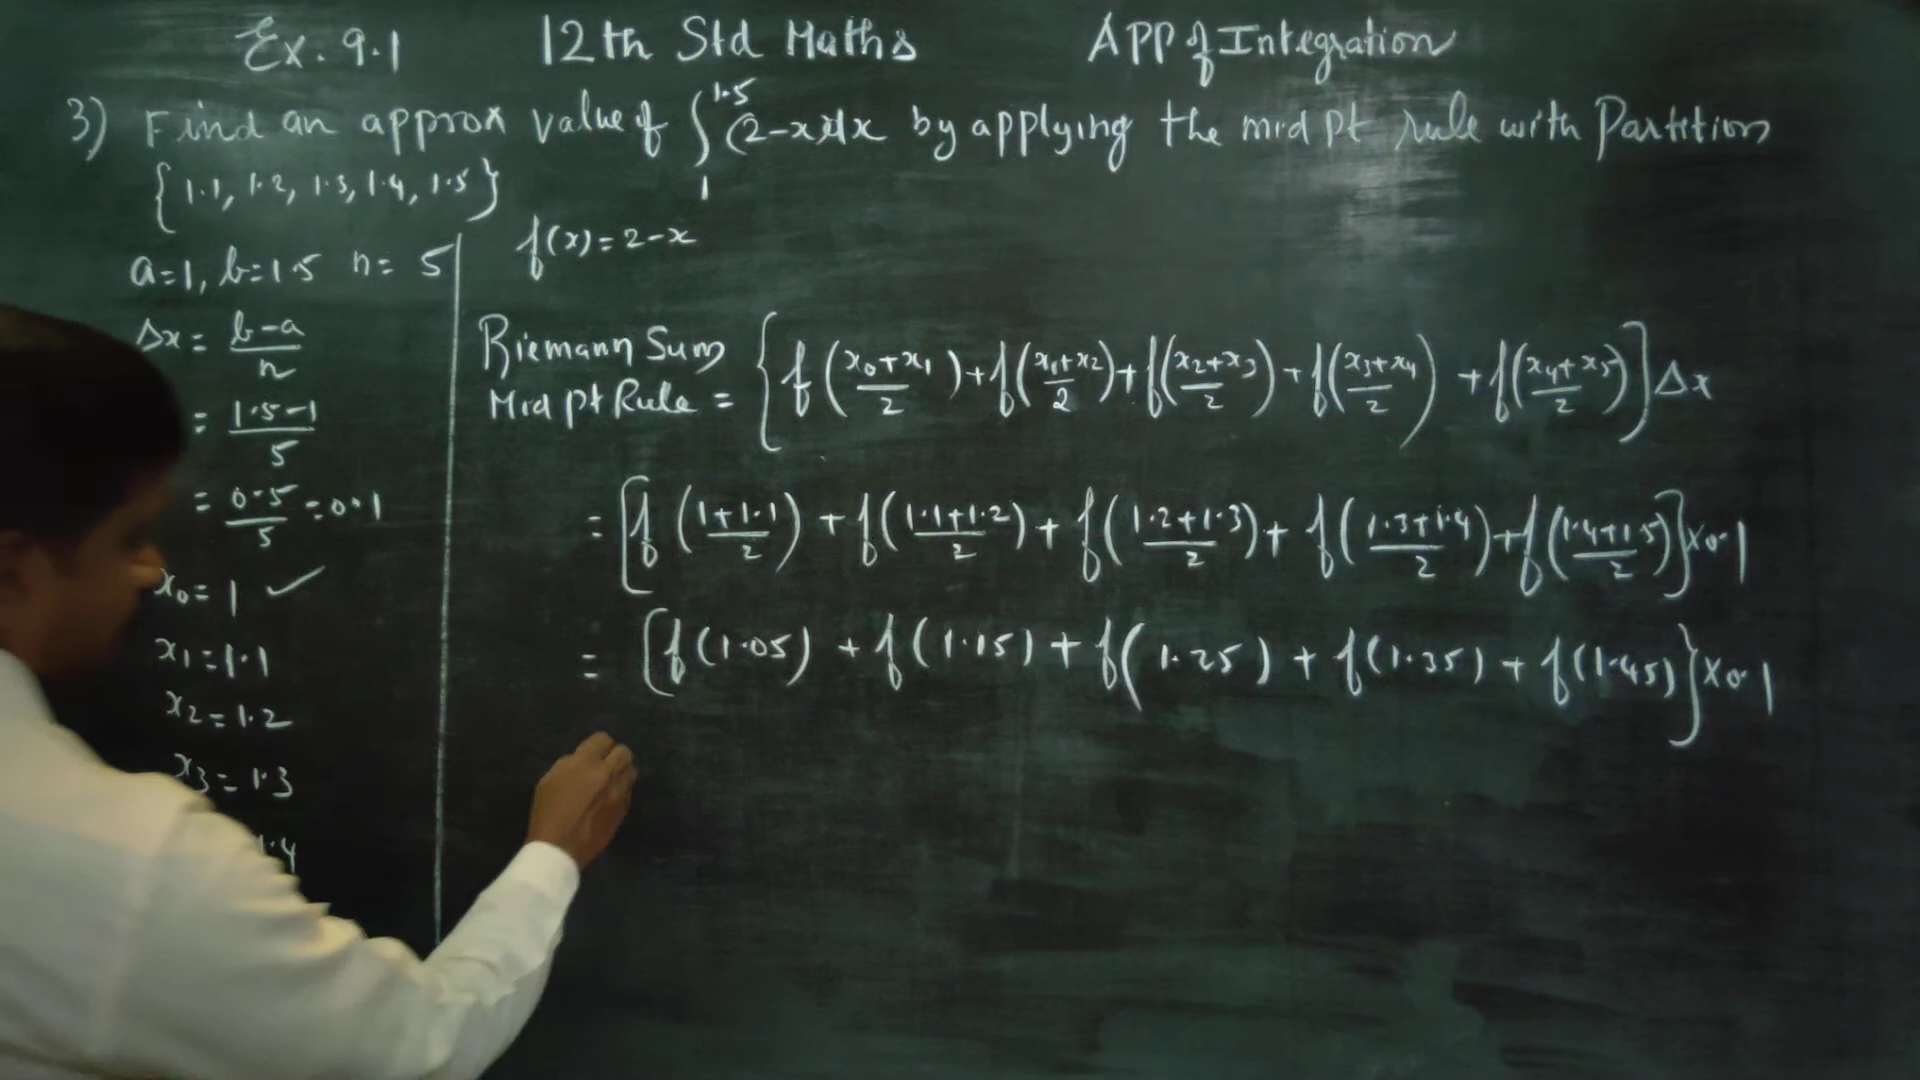 Ex. 9.1 12th Std Maths APP of Integration
3) Find an approx value of ∫₁^1.5 (2-x)dx by applying the mid pt rule with Partition
{1.1, 1.2, 1.3, 1.4, 1.5}
a=1, b=1.5 n= 5
Δx = b-a/n
= 1.5-1/5
= 0.5/5 = 0.1
x₀ = 1 ✓
x₁ = 1.1
x₂ = 1.2
x₃ = 1.3
1.4
f(x) = 2-x
Riemann Sum
Mid pt Rule = {f(x₀+x₁/2) + f(x₁+x₂/2) + f(x₂+x₃/2) + f(x₃+x₄/2) + f(x₄+x₅/2)] Δx
= [f(1+1.1/2) + f(1.1+1.2/2) + f(1.2+1.3/2) + f(1.3+1.4/2) + f(1.4+1.5/2)} x 0.1
= [f(1.05) + f(1.15) + f(1.25) + f(1.35) + f(1.45)} x 0.1